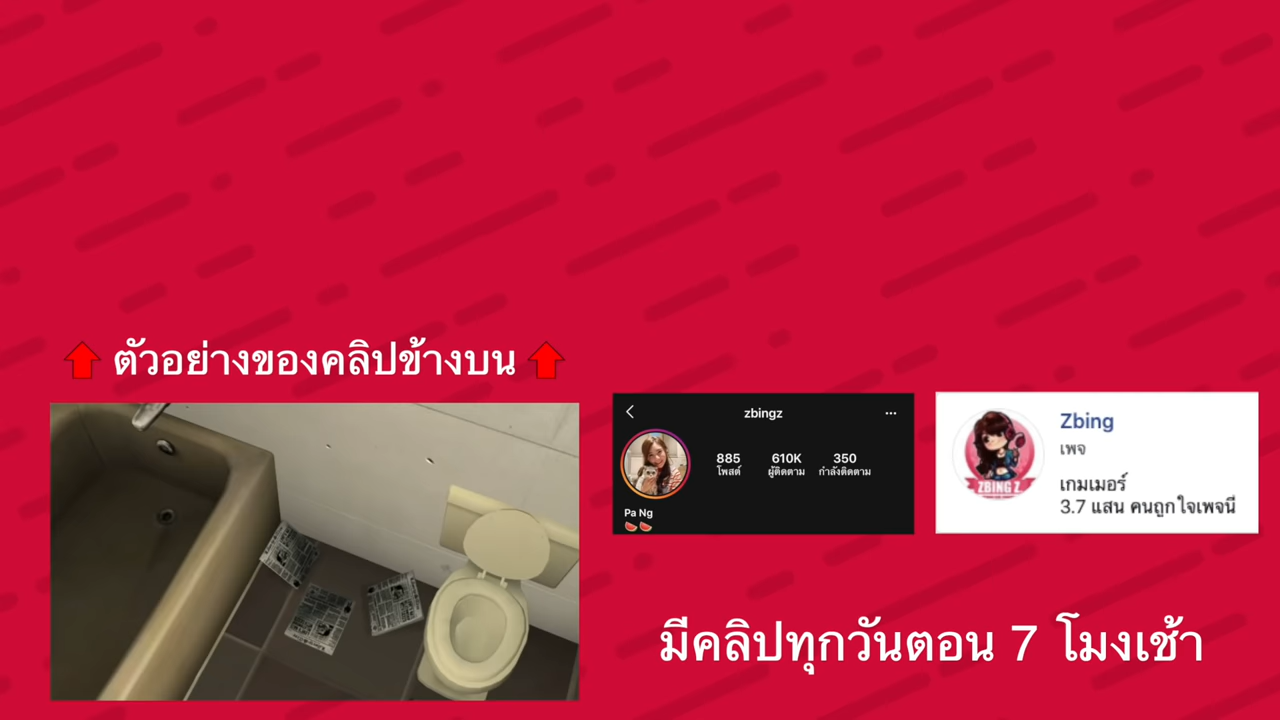 ตัวอย่างของคลิปข้างบน
zbingz
885
610K
350
โพสต์
ผู้ติดตาม
กำลังติดตาม
Pa Ng
Zbing
เพจ
เกมเมอร์
3.7 แสน คนถูกใจเพจนี้
ZBING Z
มีคลิปทุกวันตอน 7 โมงเช้า